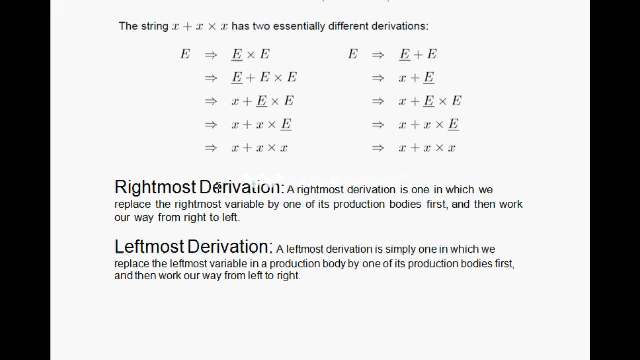 The string x + x × x has two essentially different derivations:
E ⇒ E × E    E ⇒ E + E
⇒ E + E × E    ⇒ x + E
⇒ x + E × E    ⇒ x + E × E
⇒ x + x × E    ⇒ x + x × E
⇒ x + x × x    ⇒ x + x × x
Rightmost Derivation: A rightmost derivation is one in which we
replace the rightmost variable by one of its production bodies first, and then work
our way from right to left.
Leftmost Derivation: A leftmost derivation is simply one in which we
replace the leftmost variable in a production body by one of its production bodies first,
and then work our way from left to right.